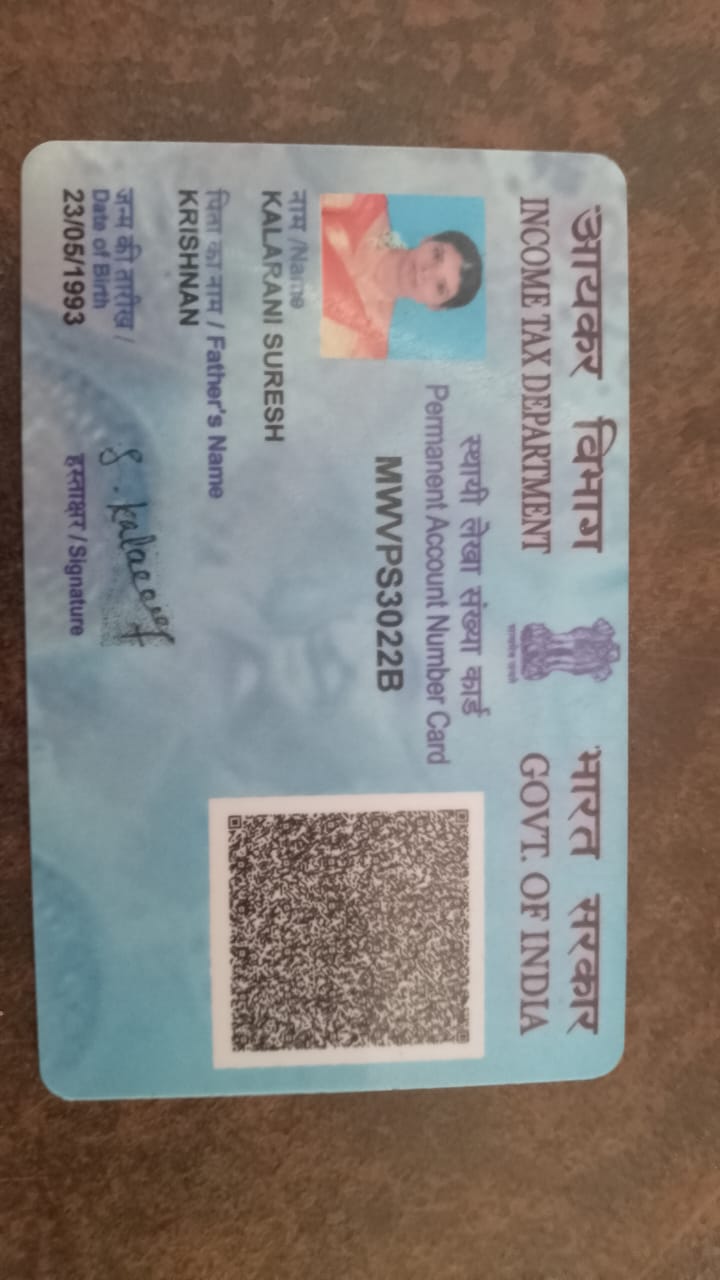 आयकर विभाग
INCOME TAX DEPARTMENT
भारत सरकार
GOVT. OF INDIA
सत्यमेव जयते
स्थायी लेखा संख्या कार्ड
Permanent Account Number Card
MWVPS3022B
नाम /Name
KALARANI SURESH
पिता का नाम / Father's Name
KRISHNAN
जन्म की तारीख /
Date of Birth
23/05/1993
हस्ताक्षर / Signature